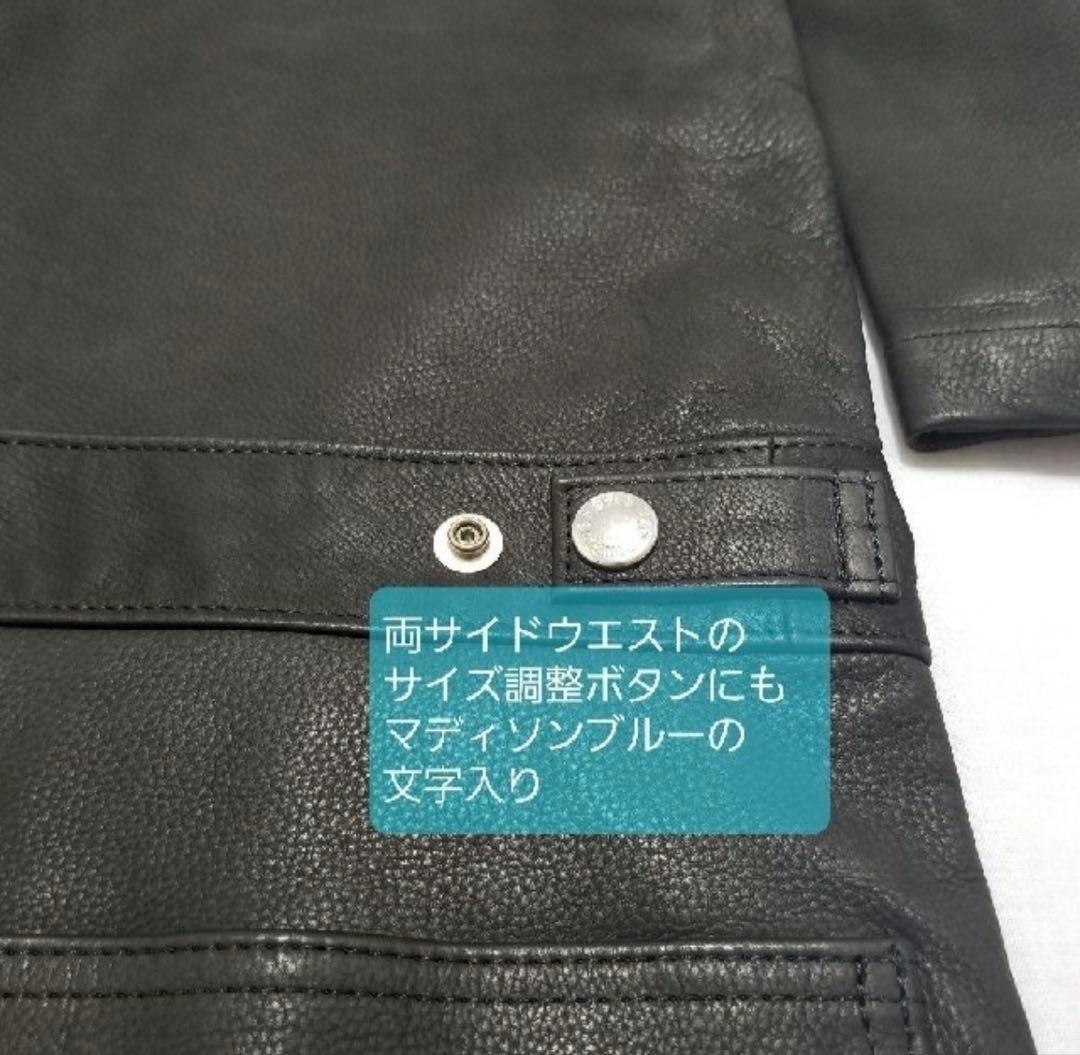 両サイドウエストの
サイズ調整ボタンにも
マディソンブルーの
文字入り